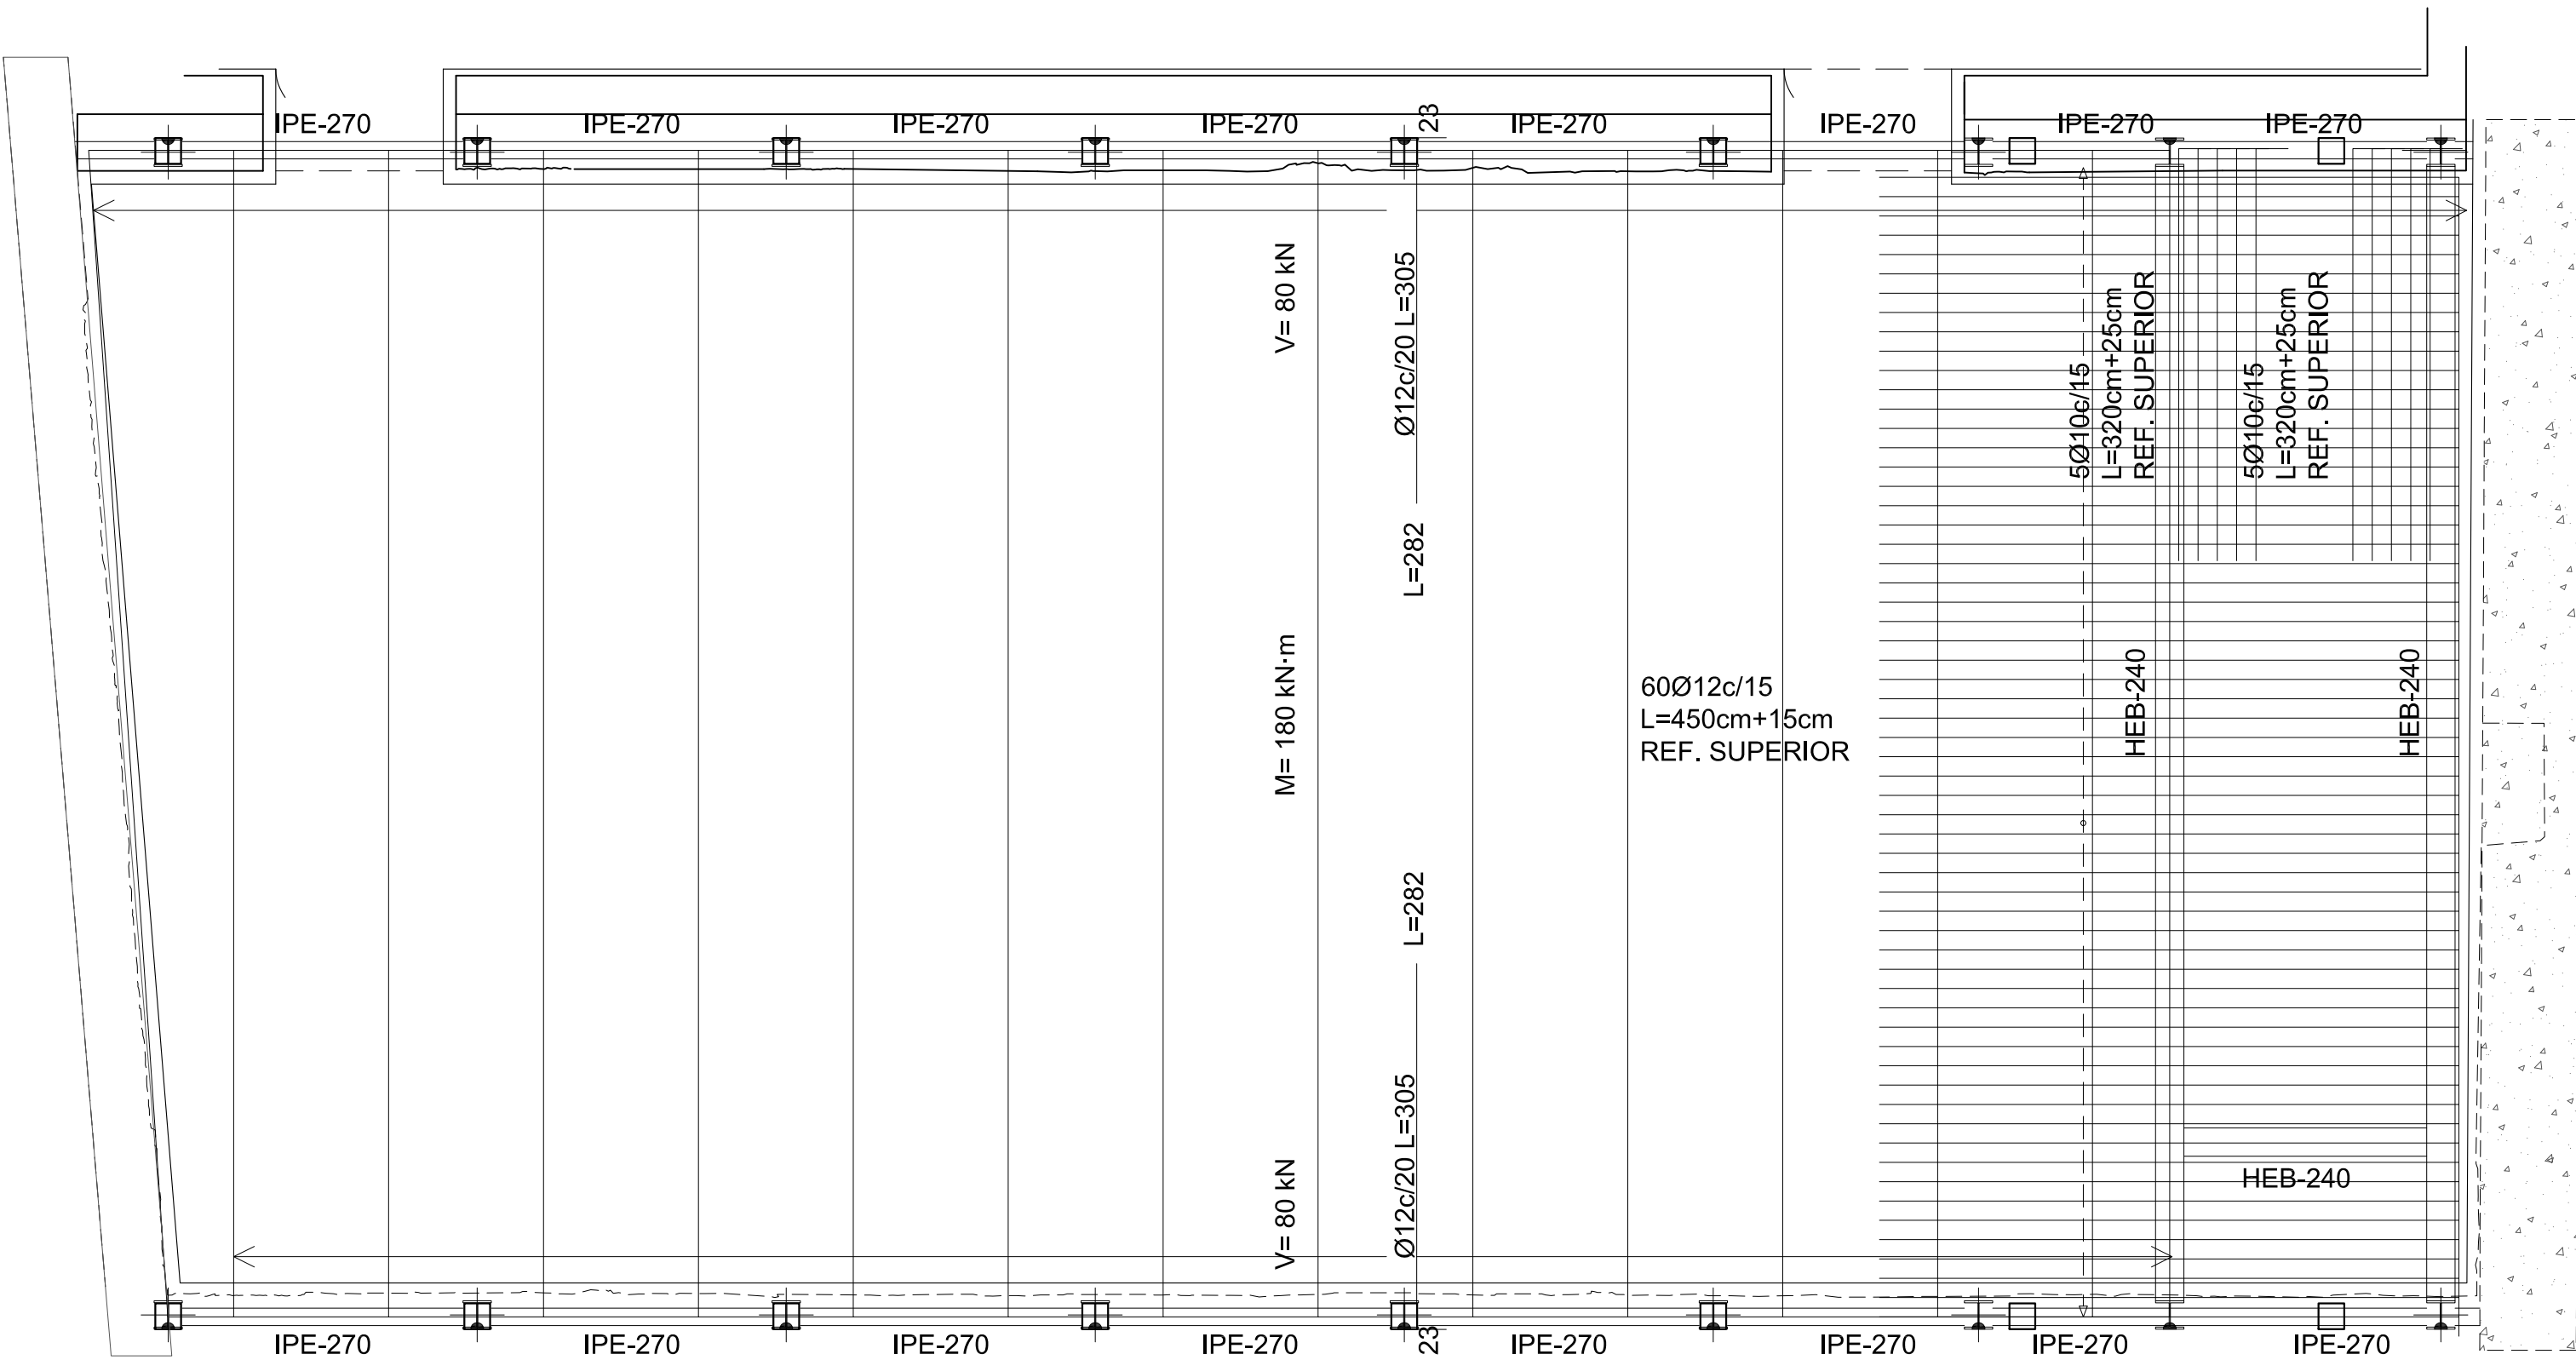 IPE-270
IPE-270
IPE-270
IPE-270
23
IPE-270
IPE-270
IPE-270
IPE-270
V= 80 kN
Ø12c/20 L=305
5Ø10c/15
L=320cm+25cm
REF. SUPERIOR
5Ø10c/15
L=320cm+25cm
REF. SUPERIOR
L=282
M= 180 kN·m
60Ø12c/15
L=450cm+15cm
REF. SUPERIOR
HEB-240
HEB-240
L=282
V= 80 kN
Ø12c/20 L=305
HEB-240
IPE-270
IPE-270
IPE-270
IPE-270
23
IPE-270
IPE-270
IPE-270
IPE-270